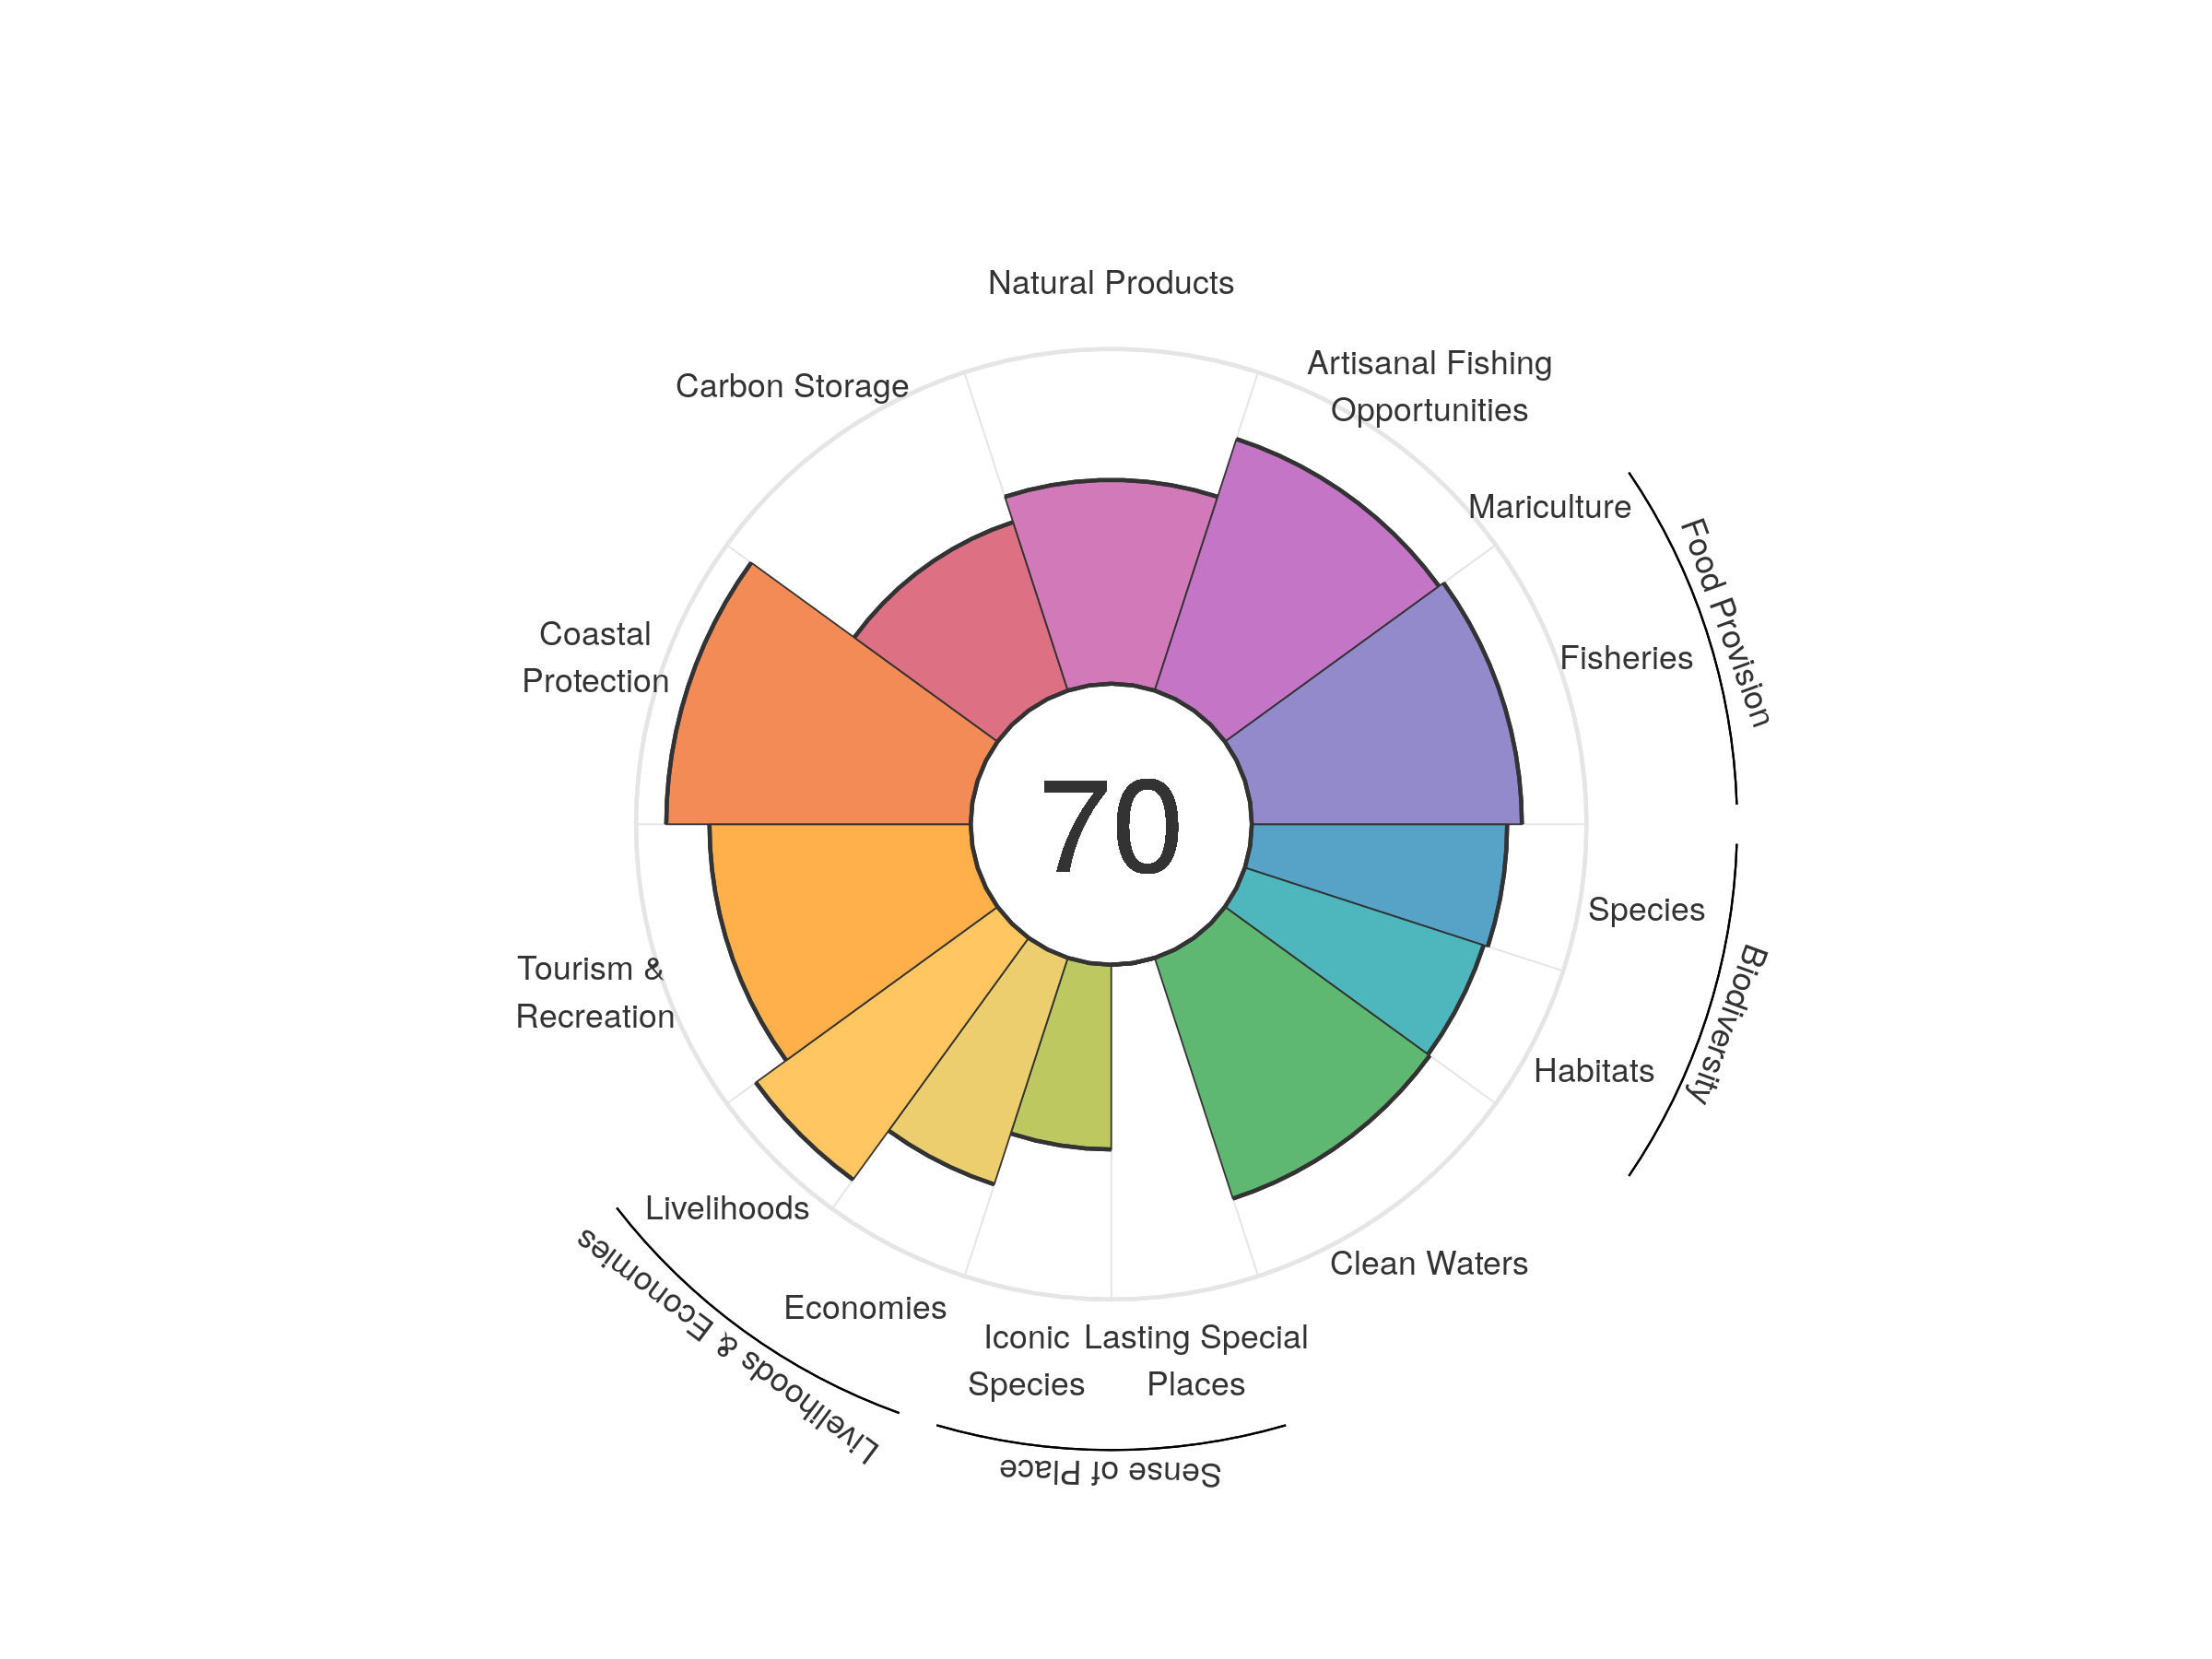 Natural Products
Artisanal Fishing
Opportunities
Carbon Storage
Mariculture
Food Provision
Fisheries
Coastal
Protection
70
Species
Biodiversity
Tourism &
Recreation
Habitats
Livelihoods
Livelihoods & Economies
Clean Waters
Economies
Iconic
Species
Lasting Special
Places
Sense of Place